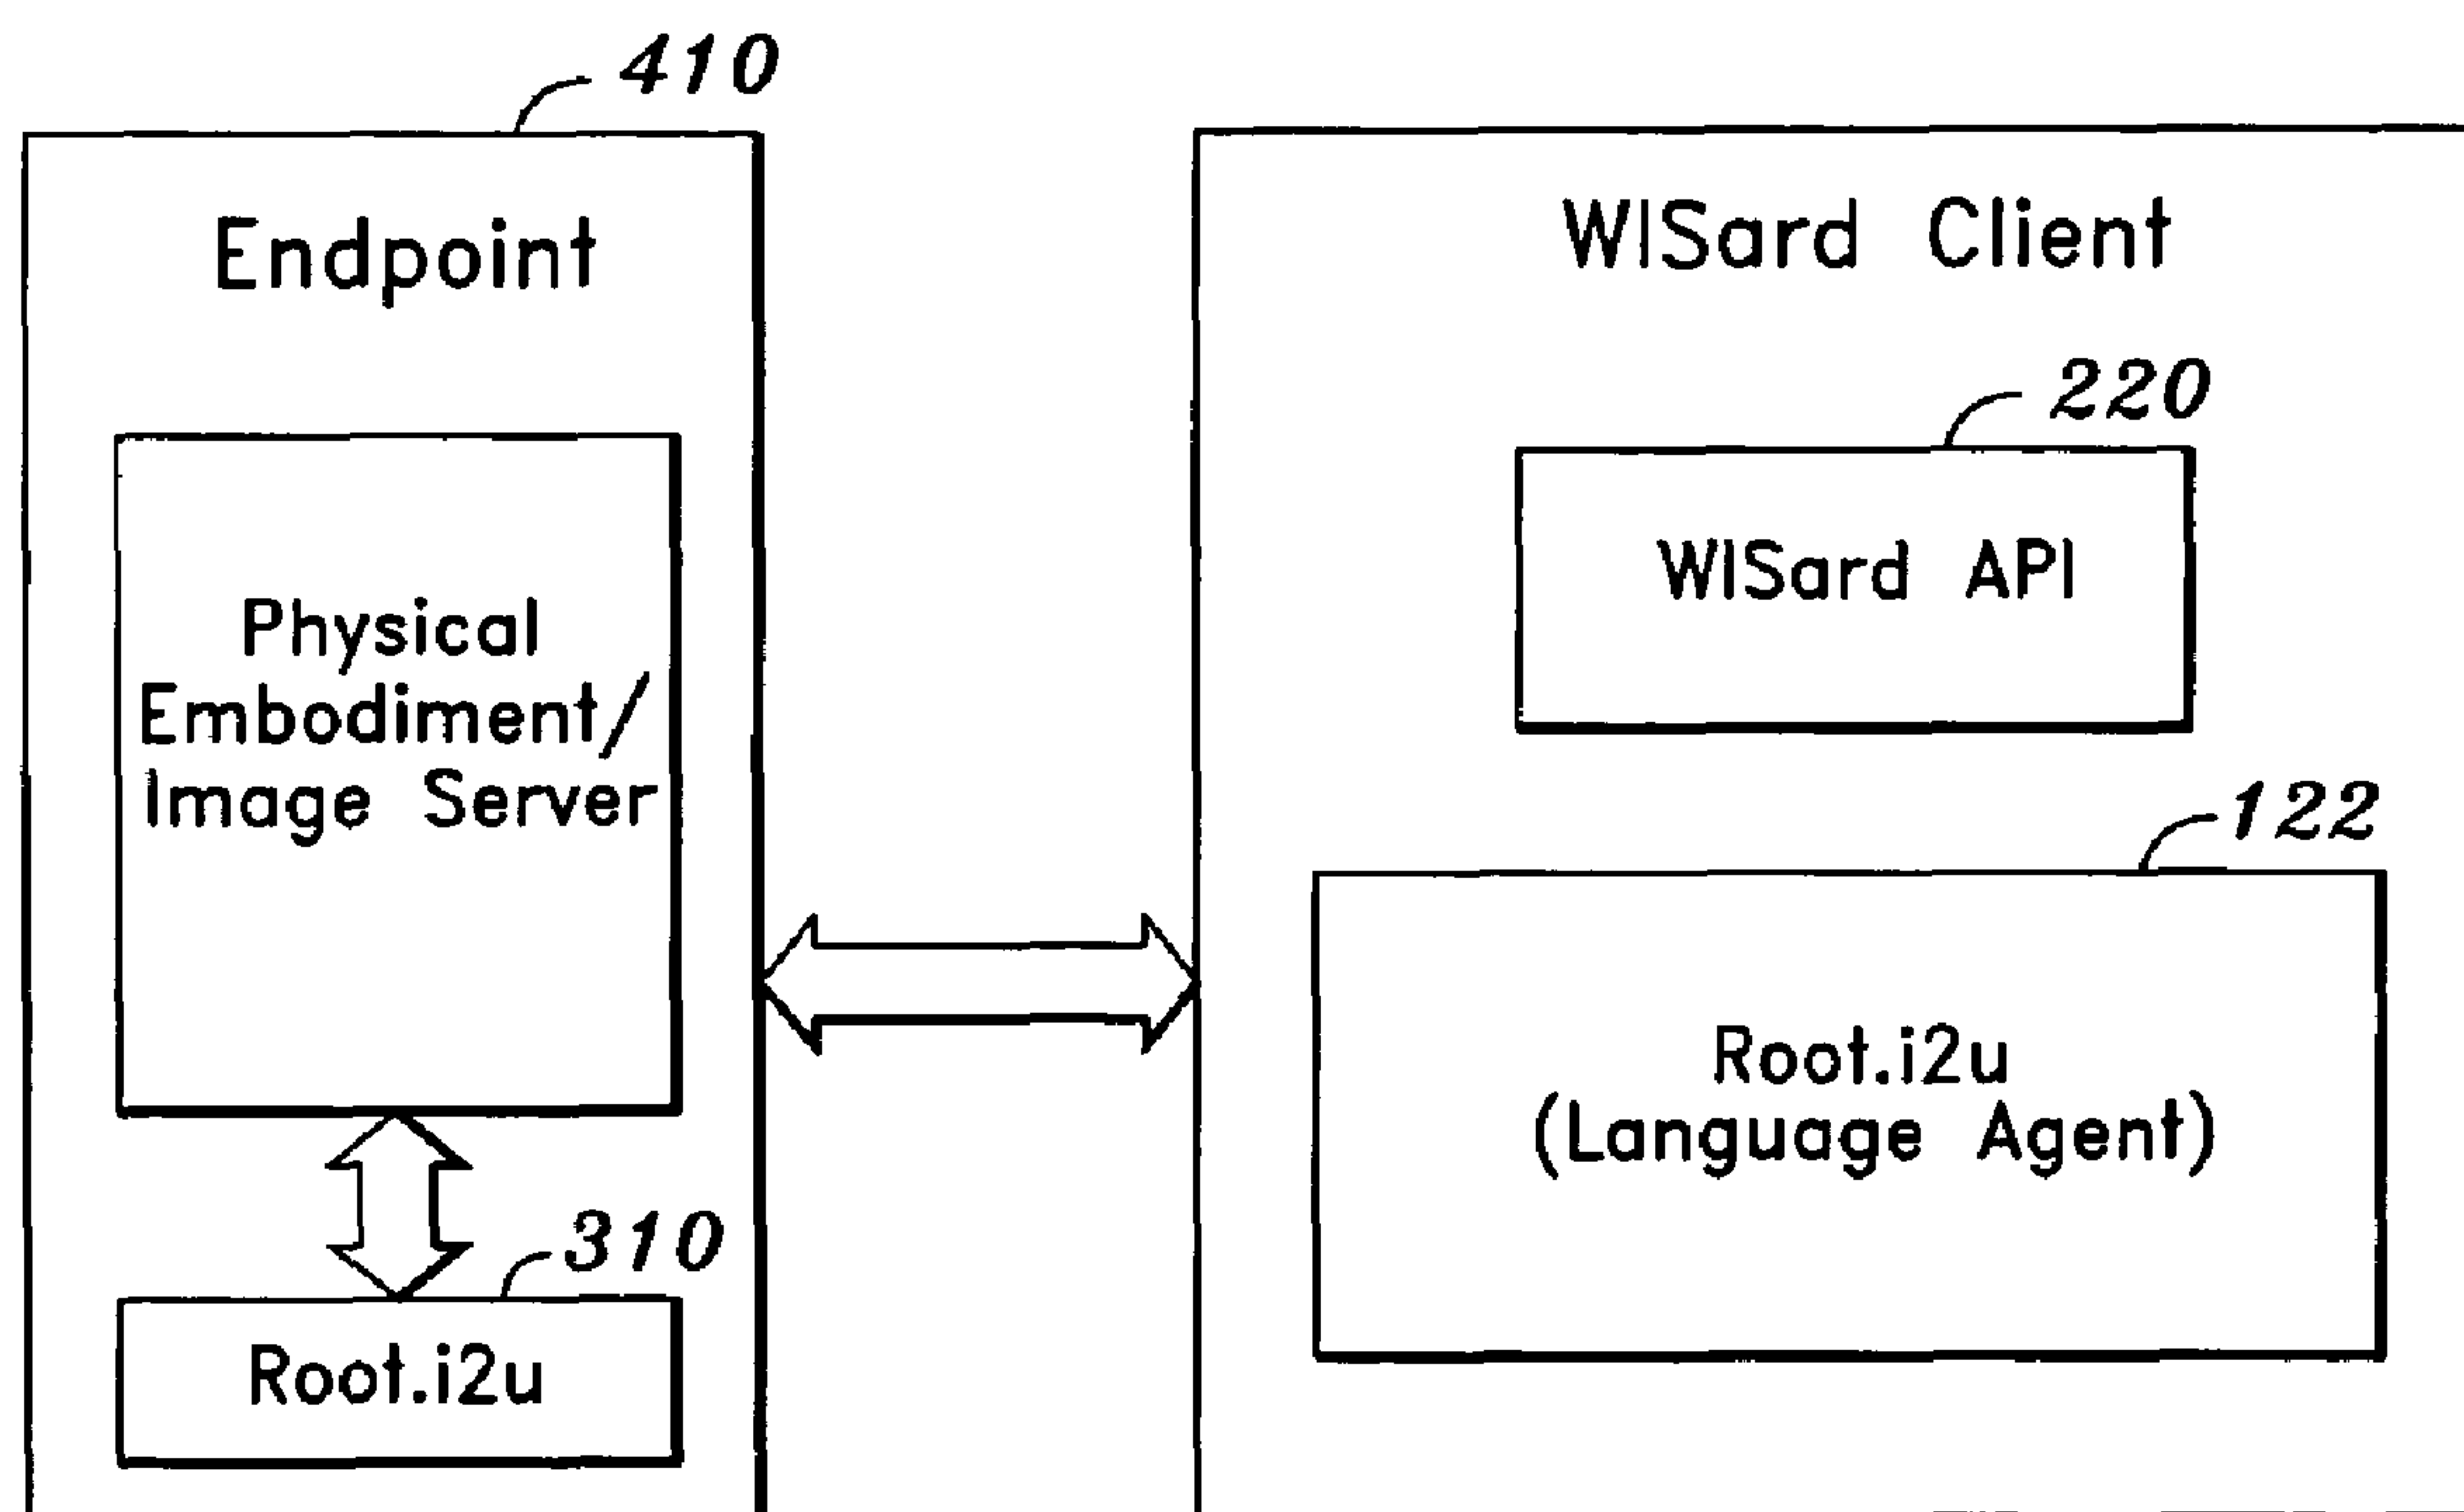 410
Endpoint
Physical
Embodiment/
Image Server
310
Root.i2u
WISard Client
220
WISard API
122
Root.i2u
(Language Agent)